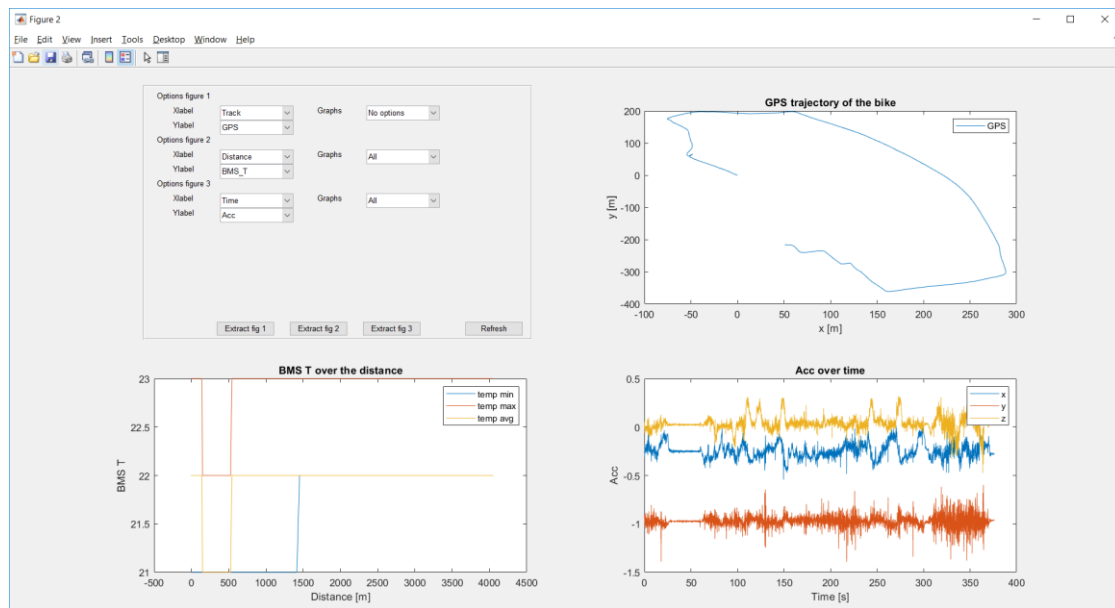 Figure 2
File Edit View Insert Tools Desktop Window Help
Options figure 1
Xlabel Track Graphs No options
Ylabel GPS
Options figure 2
Xlabel Distance Graphs All
Ylabel BMS_T
Options figure 3
Xlabel Time Graphs All
Ylabel Acc
Extract fig 1 Extract fig 2 Extract fig 3 Refresh
GPS trajectory of the bike
GPS
y [m]
200
100
0
-100
-200
-300
-400
-100 -50 0 50 100 150 200 250 300
x [m]
BMS T over the distance
temp min
temp max
temp avg
BMS T
23
22.5
22
21.5
21
-500 0 500 1000 1500 2000 2500 3000 3500 4000 4500
Distance [m]
Acc over time
x
y
z
Acc
0.5
0
-0.5
-1
-1.5
0 50 100 150 200 250 300 350 400
Time [s]